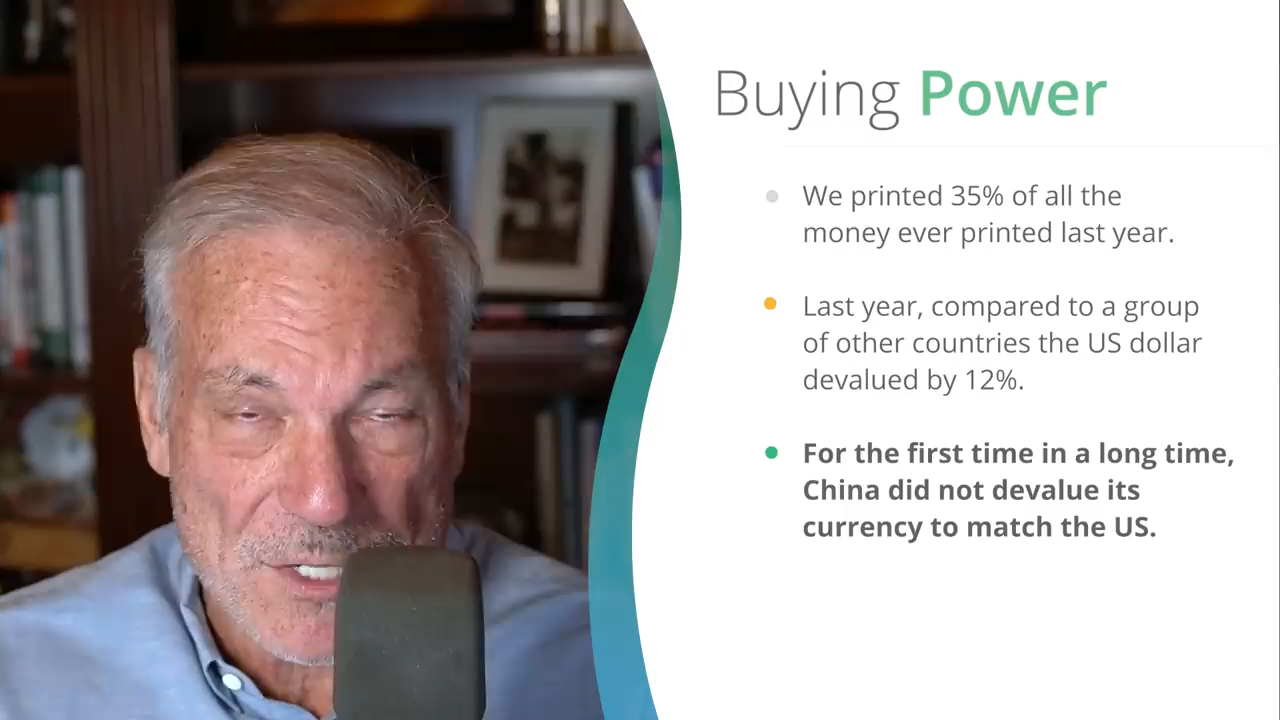 Buying Power
We printed 35% of all the
money ever printed last year.
Last year, compared to a group
of other countries the US dollar
devalued by 12%.
For the first time in a long time,
China did not devalue its
currency to match the US.